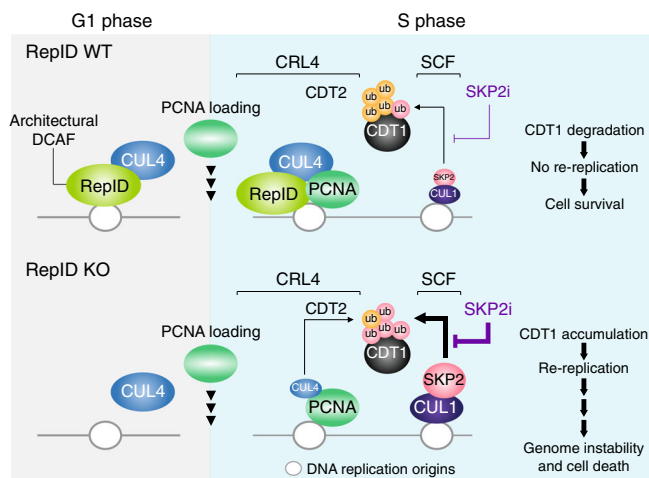 G1 phase
S phase
RepID WT
CRL4
SCF
CDT2
SKP2i
PCNA loading
Architectural
DCAF
CUL4
RepID
CUL4
RepID
PCNA
ub
ub
ub
ub
ub
CDT1
SKP2
CUL1
CDT1 degradation
No re-replication
Cell survival
RepID KO
CRL4
SCF
CDT2
SKP2i
PCNA loading
CUL4
CUL4
PCNA
ub
ub
ub
ub
ub
CDT1
SKP2
CUL1
CDT1 accumulation
Re-replication
Genome instability
and cell death
DNA replication origins